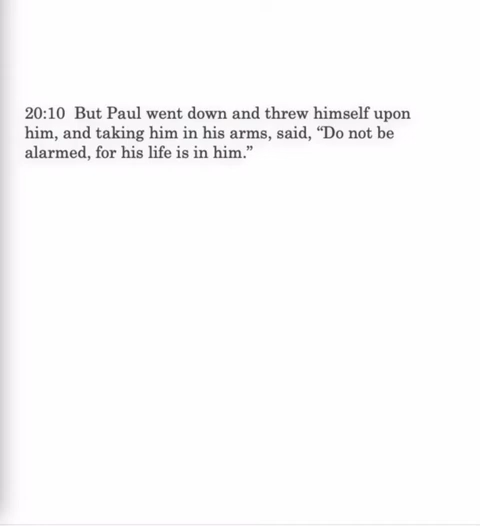 20:10  But Paul went down and threw himself upon
him, and taking him in his arms, said, “Do not be
alarmed, for his life is in him.”